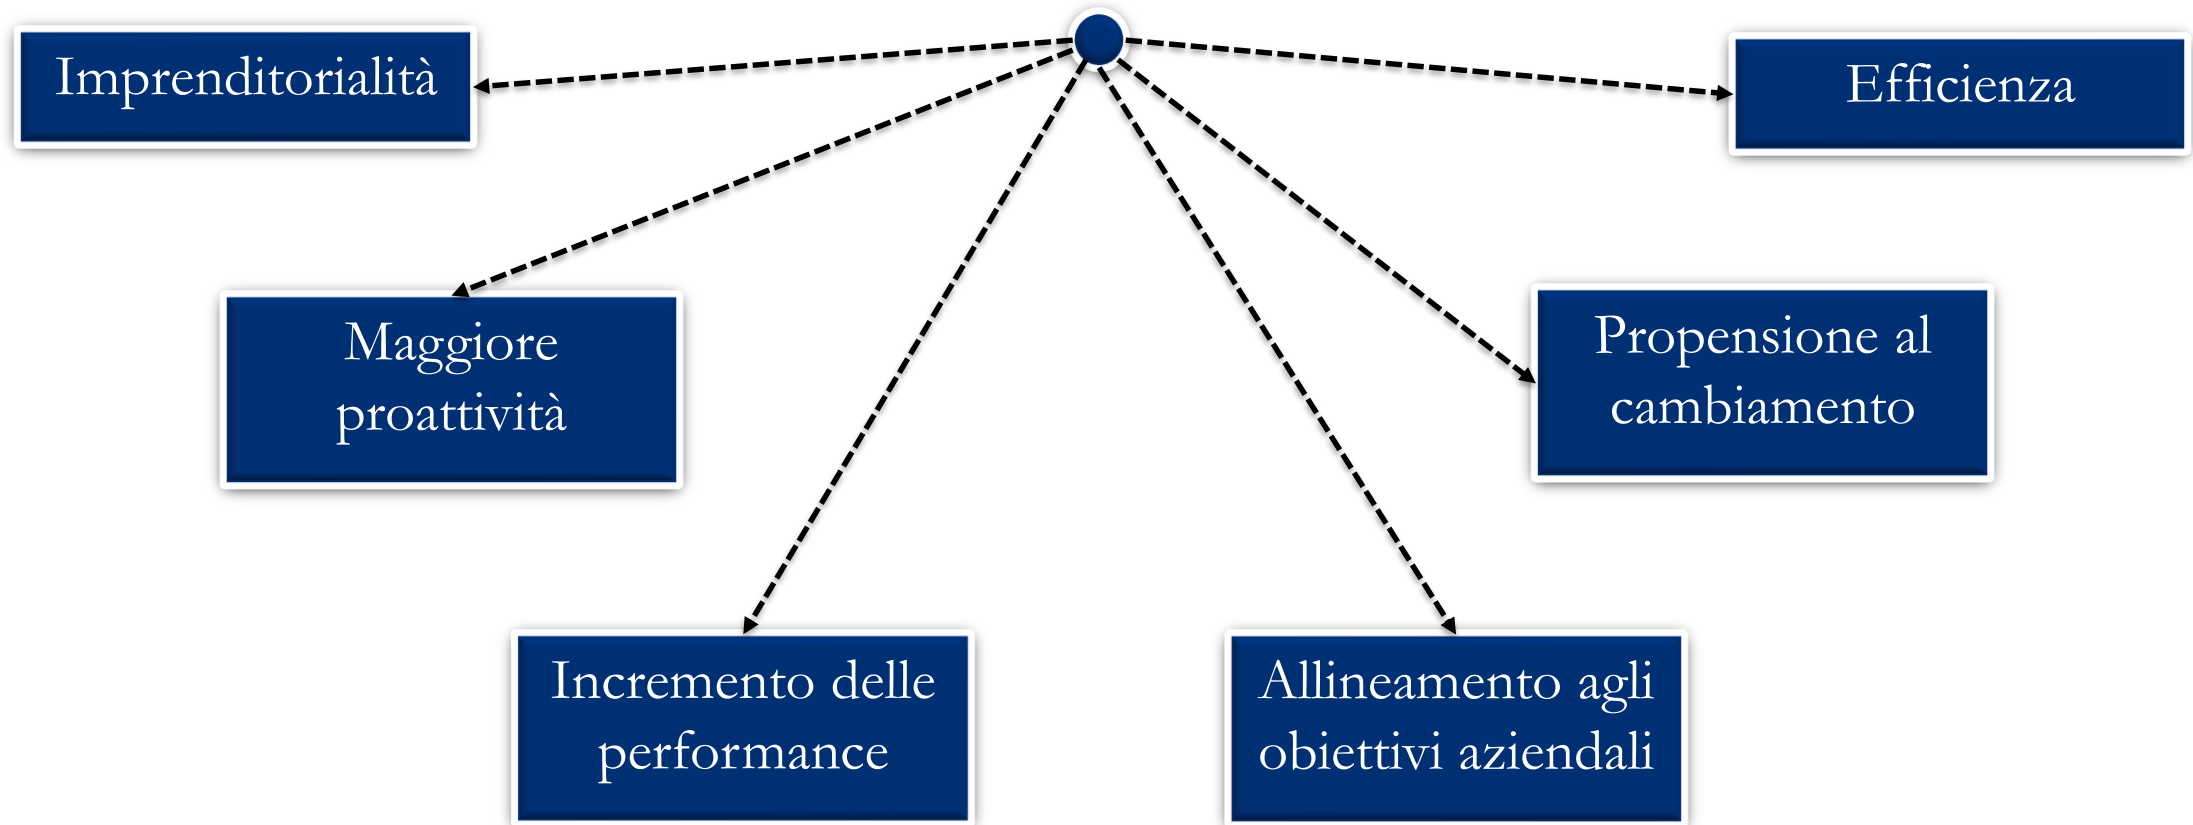 Imprenditorialità
Efficienza
Maggiore
proattività
Propensione al
cambiamento
Incremento delle
performance
Allineamento agli
obiettivi aziendali